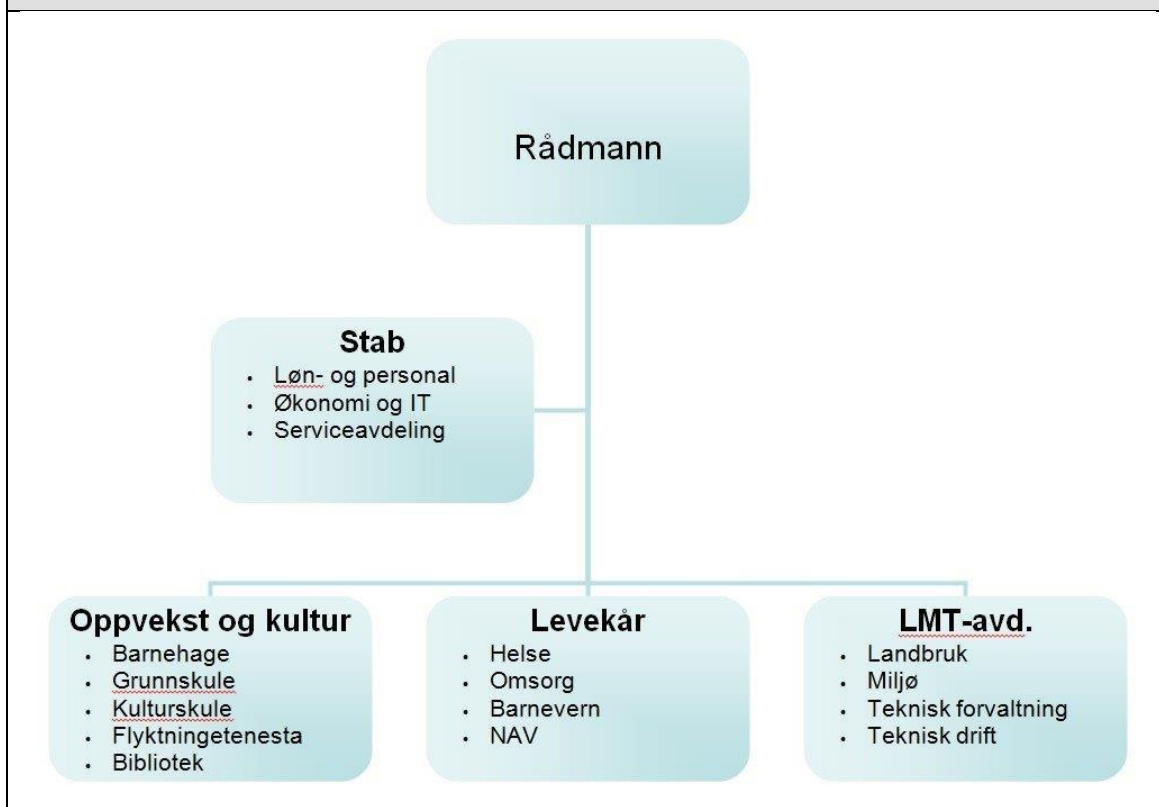 Rådmann
Stab
• Løn- og personal
• Økonomi og IT
• Serviceavdeling
Oppvekst og kultur
• Barnehage
• Grunnskule
• Kulturskule
• Flyktningetenesta
• Bibliotek
Levekår
• Helse
• Omsorg
• Barnevern
• NAV
LMT-avd.
• Landbruk
• Miljø
• Teknisk forvaltning
• Teknisk drift